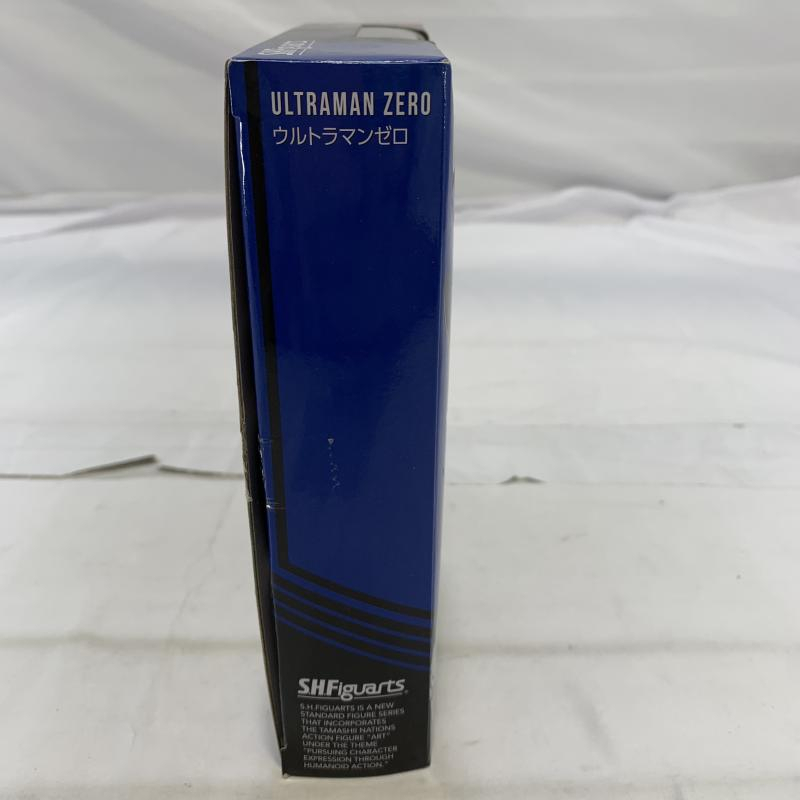 S.H.Figuarts
ULTRAMAN ZERO
ウルトラマンゼロ
S.H.Figuarts
S.H.FIGUARTS IS A NEW
STANDARD FIGURE SERIES
THAT INCORPORATES
THE TAMASHII NATIONS
ACTION FIGURE "ART"
UNDER THE THEME
"PURSUING CHARACTER
EXPRESSION THROUGH
HUMANOID ACTION."